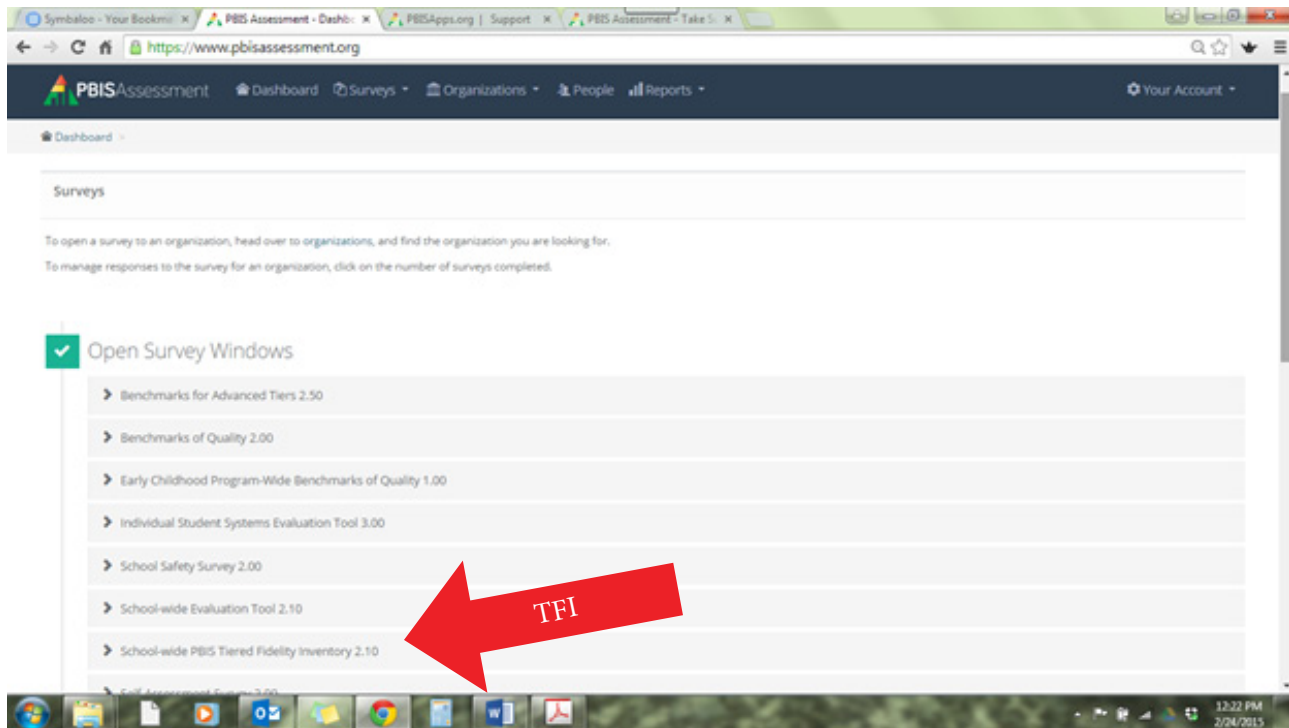 Symbaloo - Your Bookm
PBIS Assessment - Dashb
PBISApps.org | Support
PBIS Assessment - Take S
https://www.pbisassessment.org
PBISAssessment Dashboard Surveys Organizations People Reports Your Account
Dashboard >
Surveys
To open a survey to an organization, head over to organizations, and find the organization you are looking for.
To manage responses to the survey for an organization, click on the number of surveys completed.
Open Survey Windows
Benchmarks for Advanced Tiers 2.50
Benchmarks of Quality 2.00
Early Childhood Program-Wide Benchmarks of Quality 1.00
Individual Student Systems Evaluation Tool 3.00
School Safety Survey 2.00
School-wide Evaluation Tool 2.10
TFI
School-wide PBIS Tiered Fidelity Inventory 2.10
Self-Assessment Survey 3.00
12:22 PM
2/24/2015